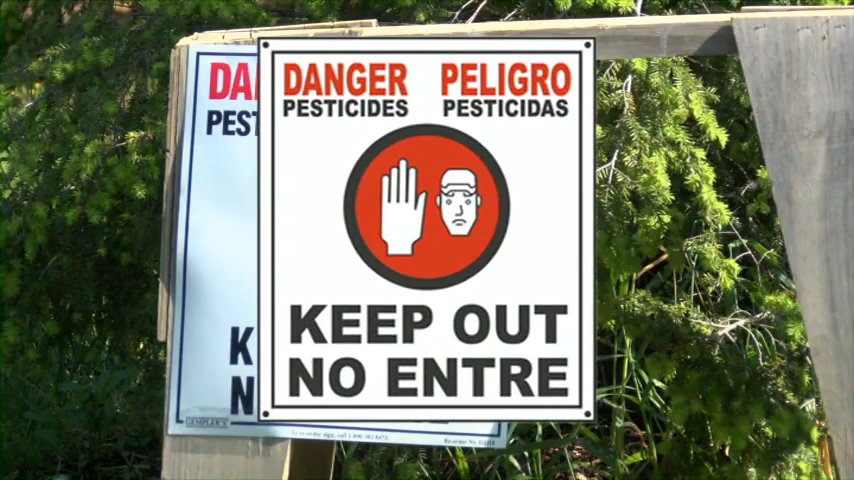 DANGER PELIGRO
PESTICIDES PESTICIDAS
KEEP OUT
NO ENTRE
DA
PEST
K
N
GEMPLER'S